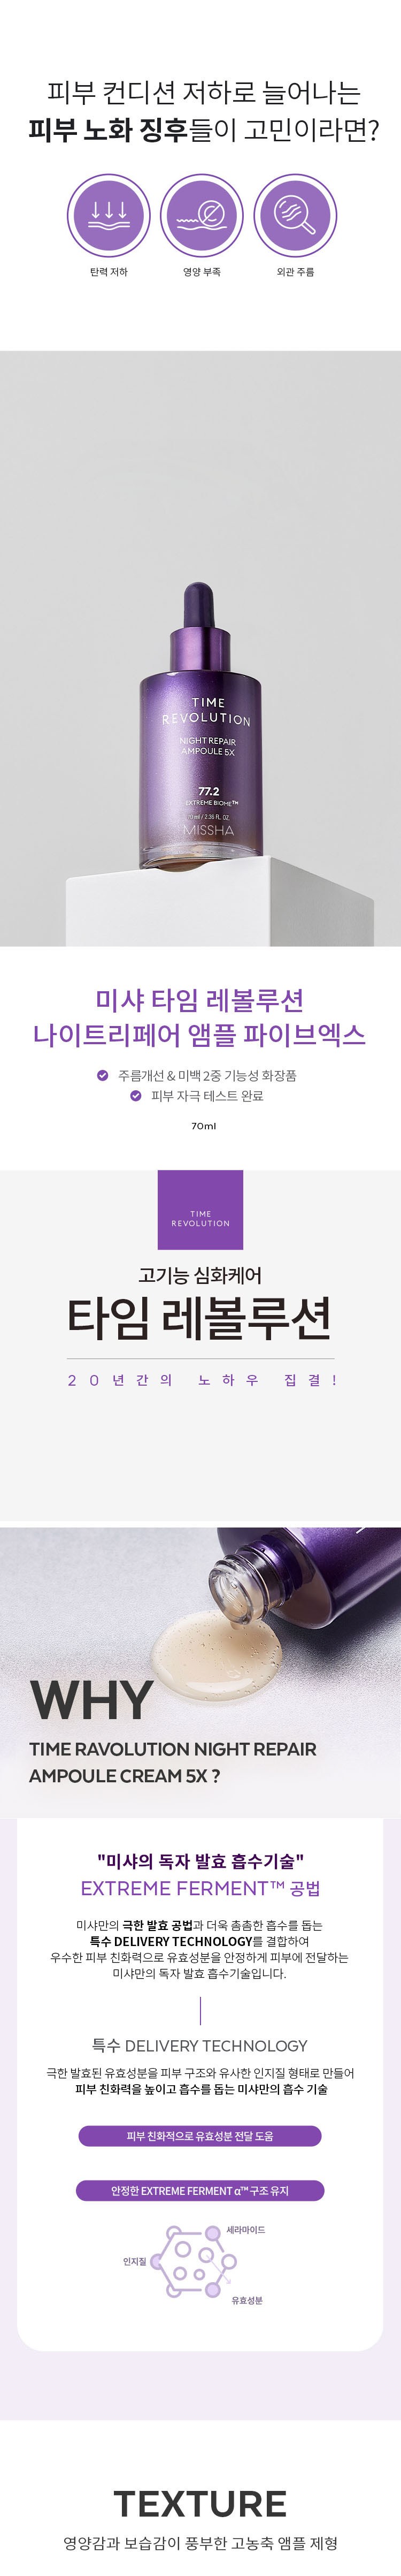 피부 컨디션 저하로 늘어나는
피부 노화 징후들이 고민이라면?
탄력 저하
영양 부족
외관 주름
TIME
REVOLUTION
NIGHT REPAIR
AMPOULE 5X
77.2
EXTREME BIOME™
70 ml / 2.36 FL. OZ.
MISSHA
미샤 타임 레볼루션
나이트리페어 앰플 파이브엑스
주름개선 & 미백 2중 기능성 화장품
피부 자극 테스트 완료
70ml
TIME
REVOLUTION
고기능 심화케어
타임 레볼루션
20년간의 노하우 집결!
WHY
TIME RAVOLUTION NIGHT REPAIR
AMPOULE CREAM 5X ?
"미샤의 독자 발효 흡수기술"
EXTREME FERMENT™ 공법
미샤만의 극한 발효 공법과 더욱 촘촘한 흡수를 돕는
특수 DELIVERY TECHNOLOGY를 결합하여
우수한 피부 친화력으로 유효성분을 안정하게 피부에 전달하는
미샤만의 독자 발효 흡수기술입니다.
특수 DELIVERY TECHNOLOGY
극한 발효된 유효성분을 피부 구조와 유사한 인지질 형태로 만들어
피부 친화력을 높이고 흡수를 돕는 미샤만의 흡수 기술
피부 친화적으로 유효성분 전달 도움
안정한 EXTREME FERMENT α™ 구조 유지
세라마이드
인지질
유효성분
TEXTURE
영양감과 보습감이 풍부한 고농축 앰플 제형